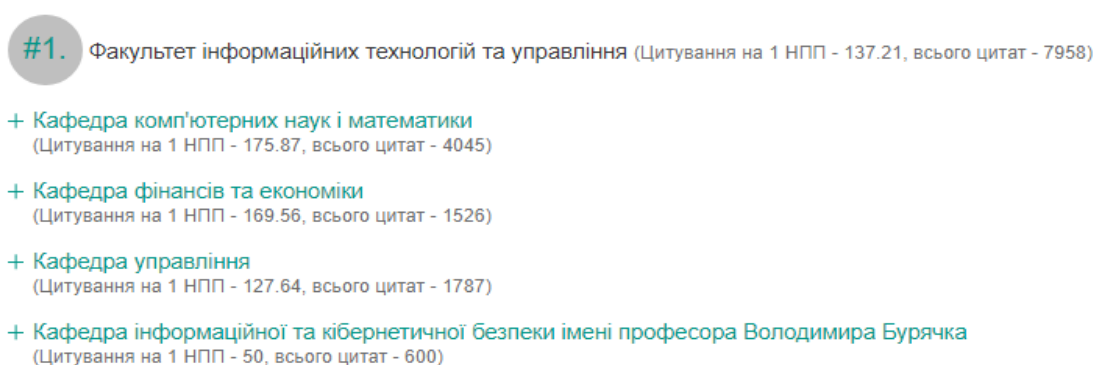 #1. Факультет інформаційних технологій та управління (Цитування на 1 НПП - 137.21, всього цитат - 7958)
+ Кафедра комп'ютерних наук і математики
(Цитування на 1 НПП - 175.87, всього цитат - 4045)
+ Кафедра фінансів та економіки
(Цитування на 1 НПП - 169.56, всього цитат - 1526)
+ Кафедра управління
(Цитування на 1 НПП - 127.64, всього цитат - 1787)
+ Кафедра інформаційної та кібернетичної безпеки імені професора Володимира Бурячка
(Цитування на 1 НПП - 50, всього цитат - 600)